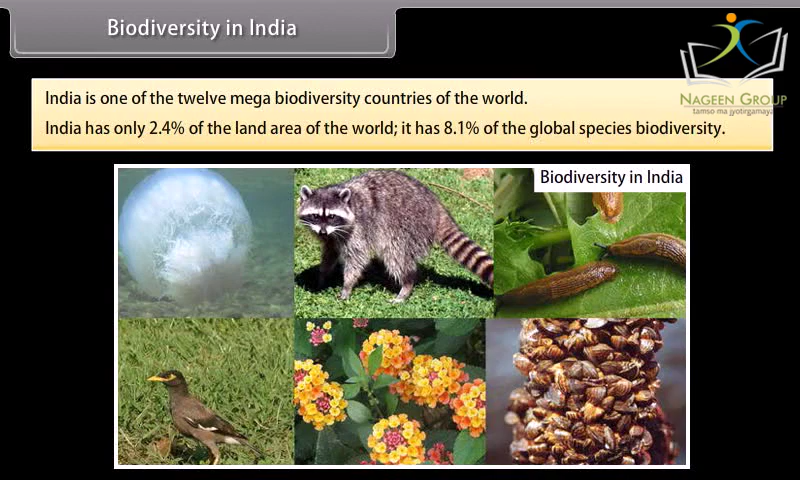 Biodiversity in India
NAGEEN GROUP
tamso ma jyotirgamaya
India is one of the twelve mega biodiversity countries of the world.
India has only 2.4% of the land area of the world; it has 8.1% of the global species biodiversity.
Biodiversity in India